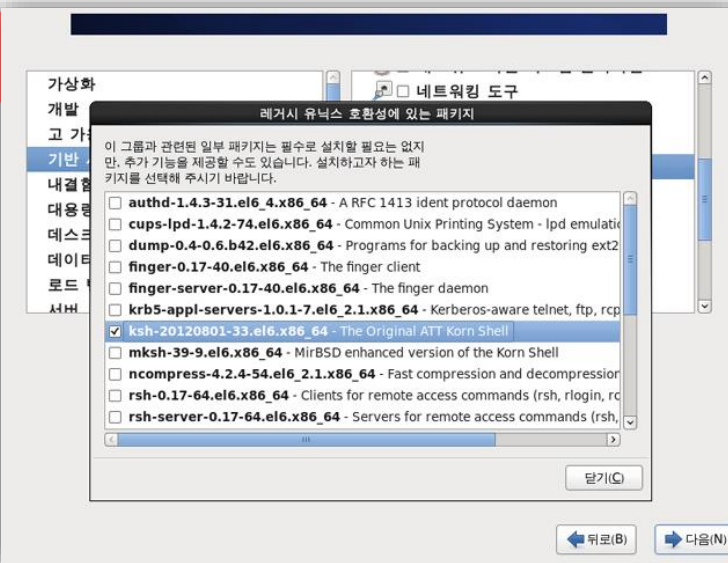 가상화
개발
고 가
기반
내결함
대용량
데스크
데이터
로드
서버
네트워킹 도구
레거시 유닉스 호환성에 있는 패키지
이 그룹과 관련된 일부 패키지는 필수로 설치할 필요는 없지
만, 추가 기능을 제공할 수도 있습니다. 설치하고자 하는 패
키지를 선택해 주시기 바랍니다.
authd-1.4.3-31.el6_4.x86_64 - A RFC 1413 ident protocol daemon
cups-lpd-1.4.2-74.el6.x86_64 - Common Unix Printing System - lpd emulatio
dump-0.4-0.6.b42.el6.x86_64 - Programs for backing up and restoring ext2
finger-0.17-40.el6.x86_64 - The finger client
finger-server-0.17-40.el6.x86_64 - The finger daemon
krb5-appl-servers-1.0.1-7.el6_2.1.x86_64 - Kerberos-aware telnet, ftp, rcp
ksh-20120801-33.el6.x86_64 - The Original ATT Korn Shell
mksh-39-9.el6.x86_64 - MirBSD enhanced version of the Korn Shell
ncompress-4.2.4-54.el6_2.1.x86_64 - Fast compression and decompression
rsh-0.17-64.el6.x86_64 - Clients for remote access commands (rsh, rlogin, rc
rsh-server-0.17-64.el6.x86_64 - Servers for remote access commands (rsh,
닫기(C)
뒤로(B)
다음(N)